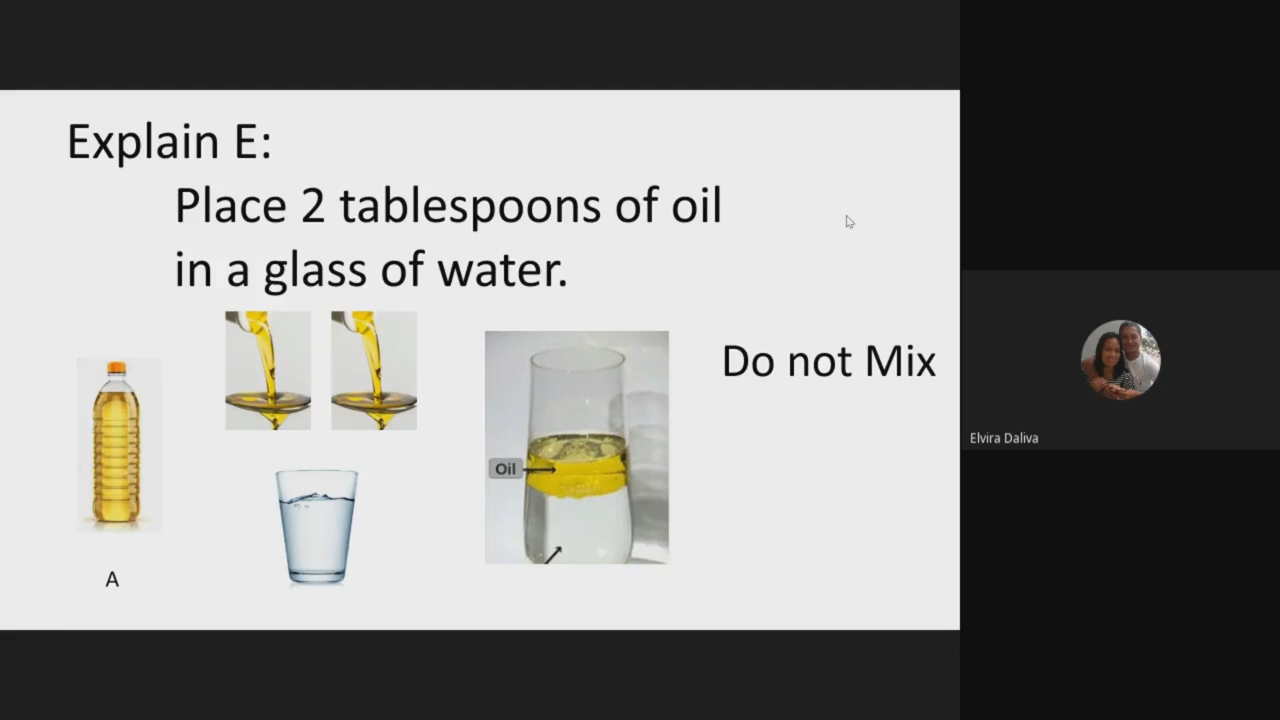 Explain E:
Place 2 tablespoons of oil
in a glass of water.
Do not Mix
Oil
A
Elvira Daliva